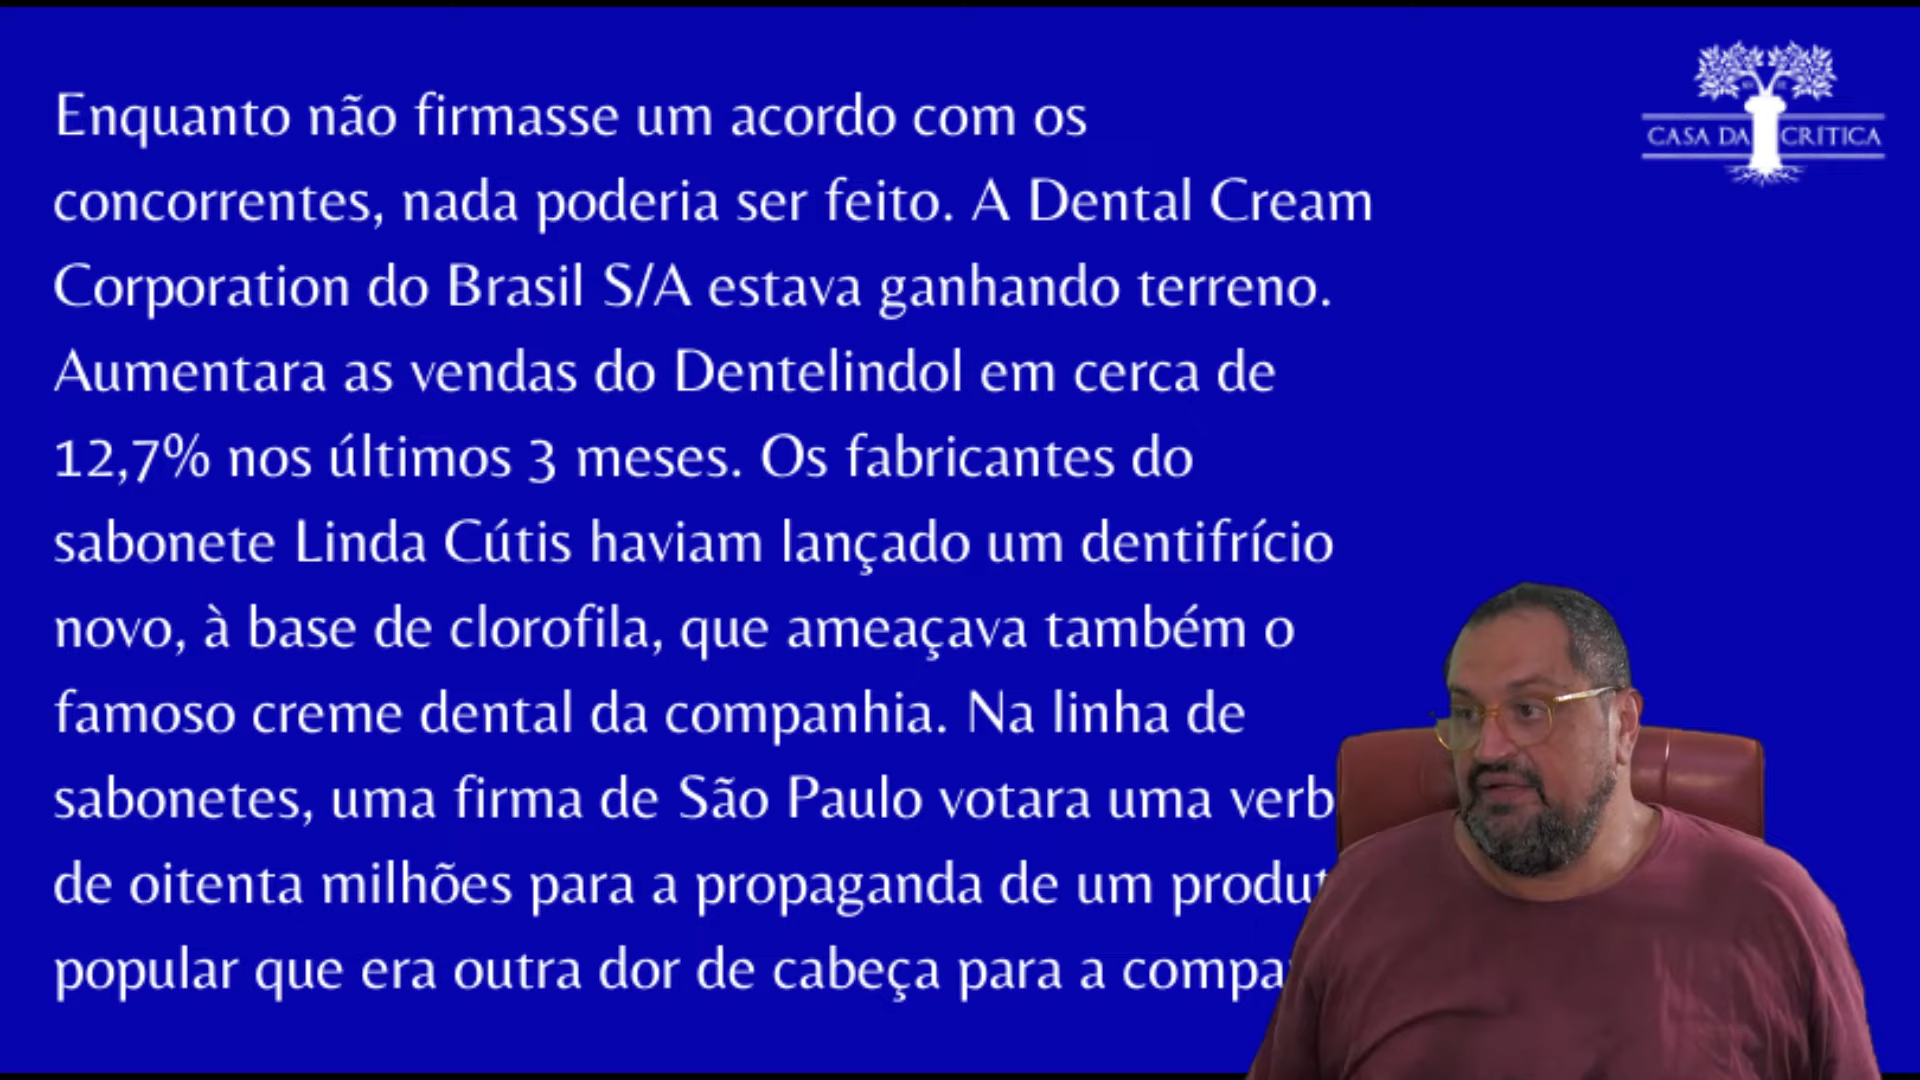 Enquanto não firmasse um acordo com os
concorrentes, nada poderia ser feito. A Dental Cream
Corporation do Brasil S/A estava ganhando terreno.
Aumentara as vendas do Dentelindol em cerca de
12,7% nos últimos 3 meses. Os fabricantes do
sabonete Linda Cútis haviam lançado um dentifrício
novo, à base de clorofila, que ameaçava também o
famoso creme dental da companhia. Na linha de
sabonetes, uma firma de São Paulo votara uma verb
de oitenta milhões para a propaganda de um produt
popular que era outra dor de cabeça para a compa
CASA DA CRÍTICA